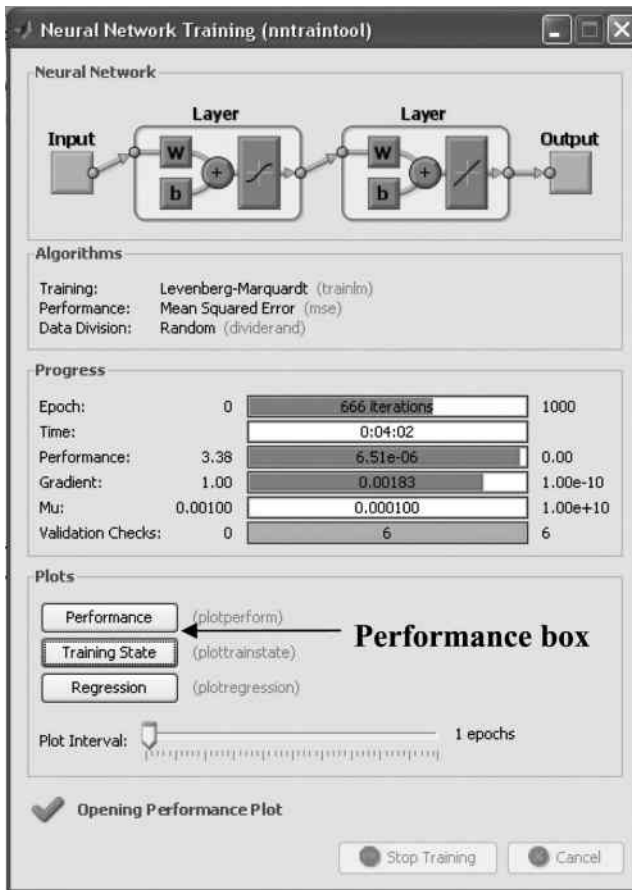 Neural Network Training (nntraintool)
Neural Network
Layer Layer
Input Output
W W
b b
+ +
Algorithms
Training: Levenberg-Marquardt (trainlm)
Performance: Mean Squared Error (mse)
Data Division: Random (dividerand)
Progress
Epoch: 0 666 iterations 1000
Time: 0:04:02
Performance: 3.38 6.51e-06 0.00
Gradient: 1.00 0.00183 1.00e-10
Mu: 0.00100 0.000100 1.00e+10
Validation Checks: 0 6 6
Plots
Performance (plotperform)
Performance box
Training State (plottrainstate)
Regression (plotregression)
Plot Interval: 1 epochs
Opening Performance Plot
Stop Training Cancel